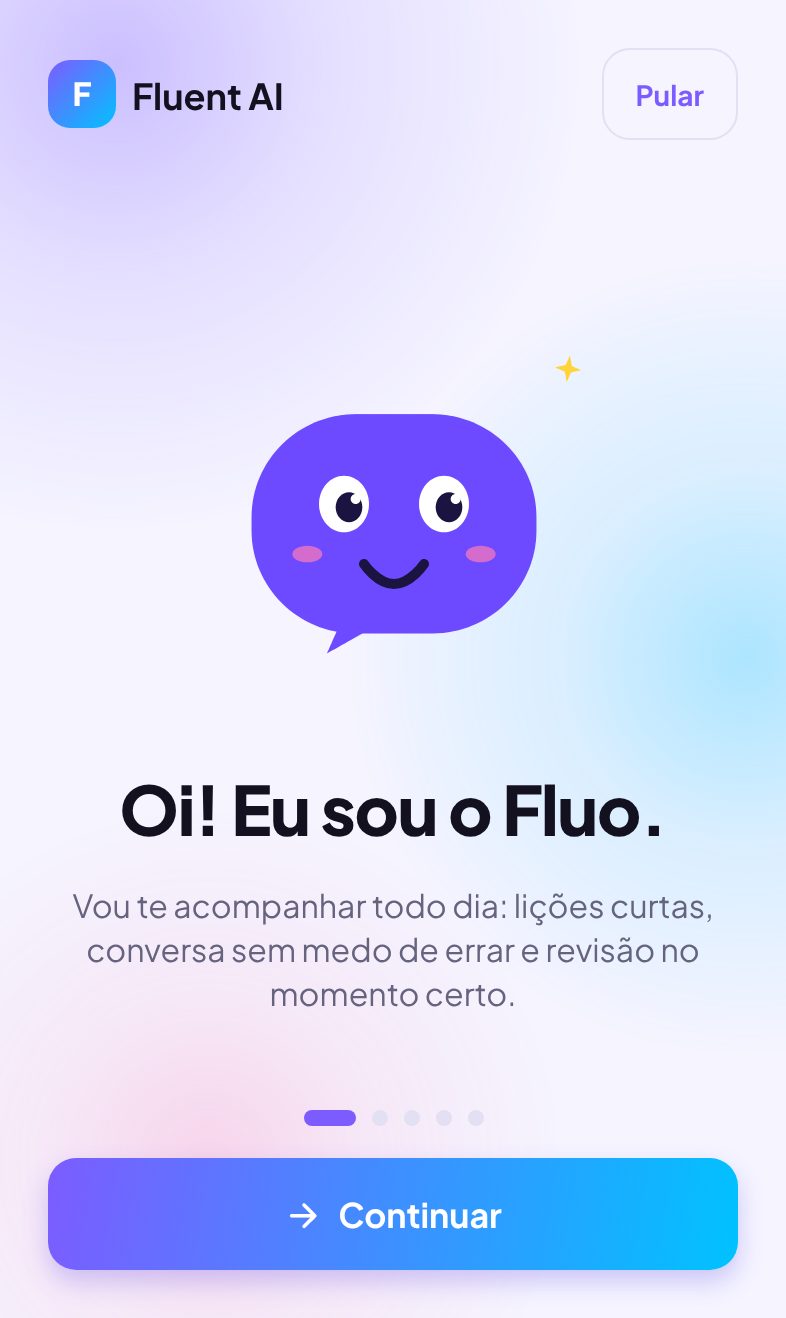 F
Fluent AI
Pular
Oi! Eu sou o Fluo.
Vou te acompanhar todo dia: lições curtas,
conversa sem medo de errar e revisão no
momento certo.
Continuar